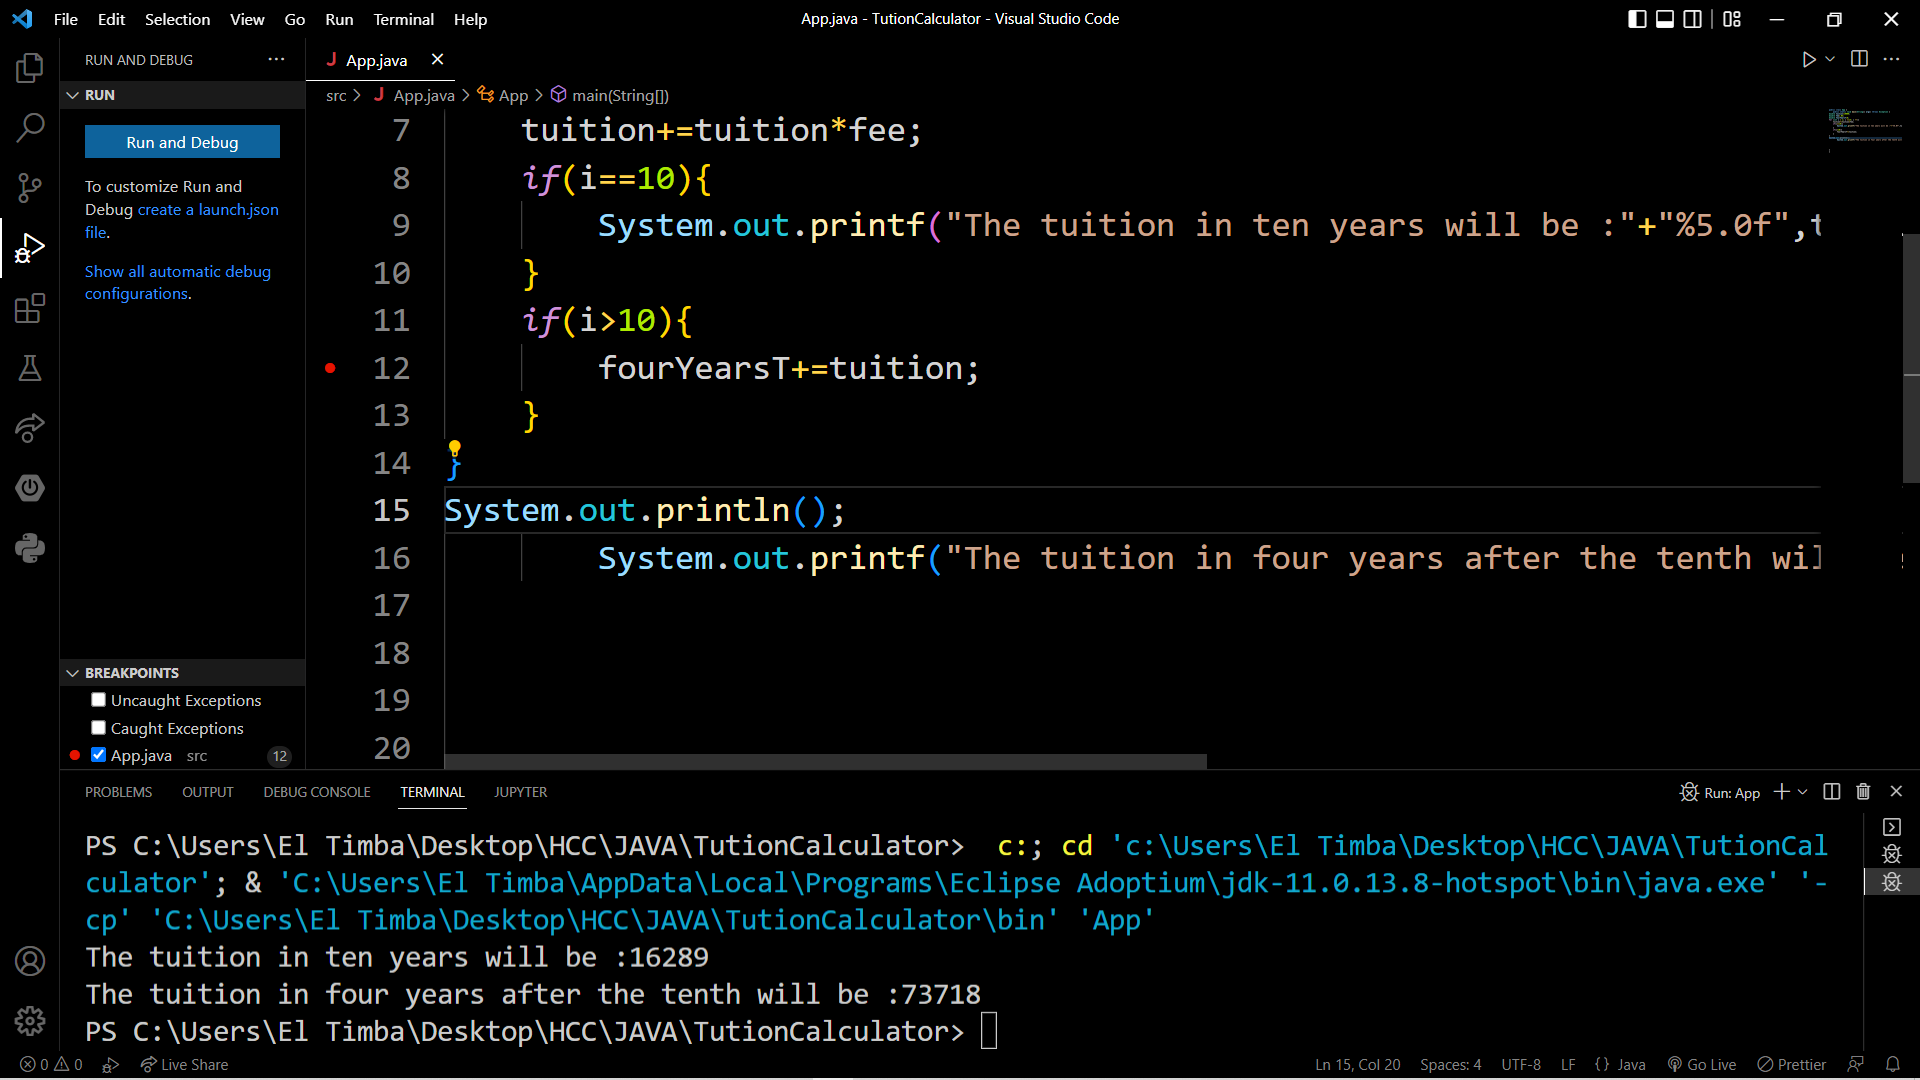 File Edit Selection View Go Run Terminal Help
App.java - TutionCalculator - Visual Studio Code
RUN AND DEBUG ···
RUN
Run and Debug
To customize Run and
Debug create a launch.json
file.
Show all automatic debug
configurations.
BREAKPOINTS
Uncaught Exceptions
Caught Exceptions
App.java src 12
J App.java
src > J App.java > App > main(String[])
7 tuition+=tuition*fee;
8 if(i==10){
9 System.out.printf("The tuition in ten years will be :"+"%5.0f",t
10 }
11 if(i>10){
12 fourYearsT+=tuition;
13 }
14 }
15 System.out.println();
16 System.out.printf("The tuition in four years after the tenth wil
17
18
19
20
PROBLEMS OUTPUT DEBUG CONSOLE TERMINAL JUPYTER
Run: App
PS C:\Users\El Timba\Desktop\HCC\JAVA\TutionCalculator>  c:; cd 'c:\Users\El Timba\Desktop\HCC\JAVA\TutionCal
culator'; & 'C:\Users\El Timba\AppData\Local\Programs\Eclipse Adoptium\jdk-11.0.13.8-hotspot\bin\java.exe' '-
cp' 'C:\Users\El Timba\Desktop\HCC\JAVA\TutionCalculator\bin' 'App'
The tuition in ten years will be :16289
The tuition in four years after the tenth will be :73718
PS C:\Users\El Timba\Desktop\HCC\JAVA\TutionCalculator>
0 0 Live Share
Ln 15, Col 20 Spaces: 4 UTF-8 LF {} Java Go Live Prettier